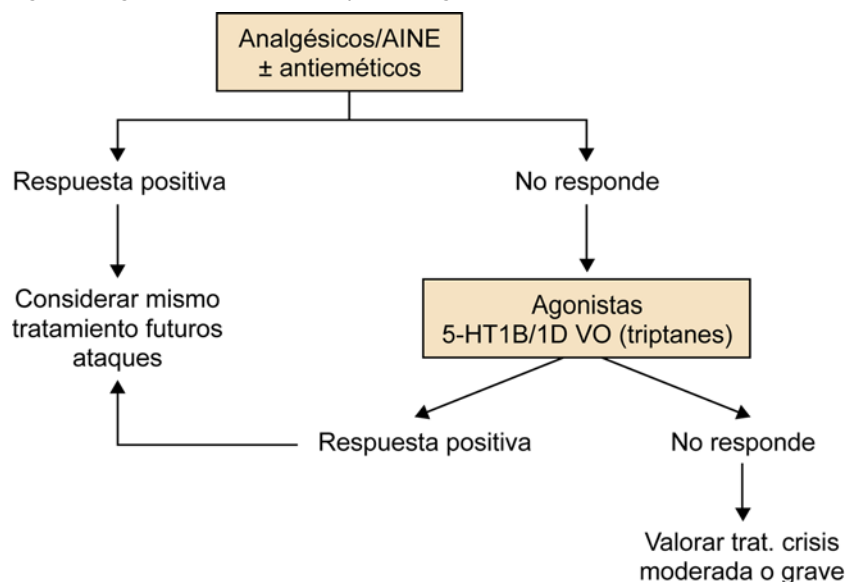 Analgésicos/AINE
± antieméticos
Respuesta positiva
No responde
Considerar mismo
tratamiento futuros
ataques
Agonistas
5-HT1B/1D VO (triptanes)
Respuesta positiva
No responde
Valorar trat. crisis
moderada o grave